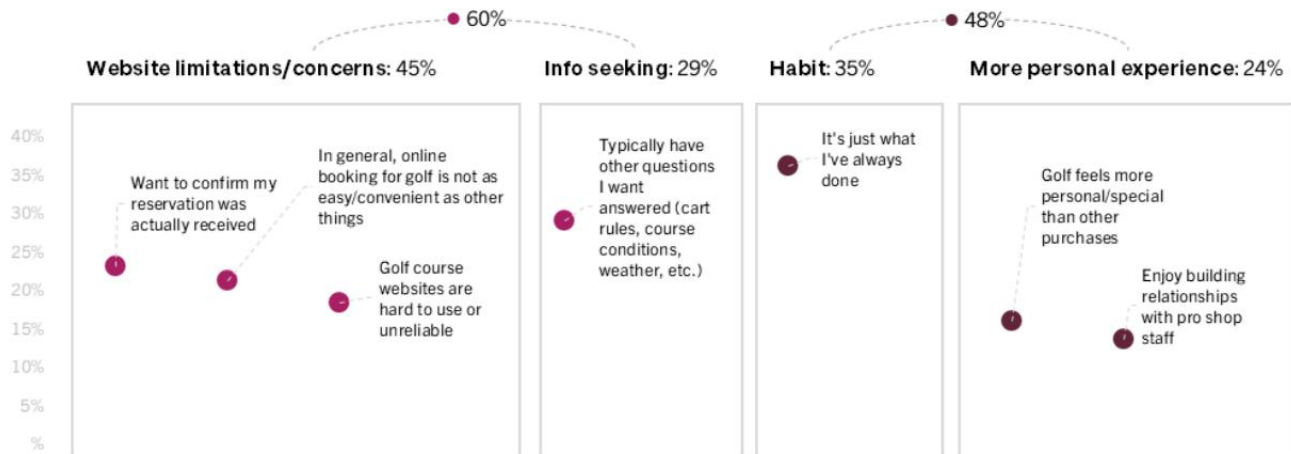 60%
48%
Website limitations/concerns: 45%
Info seeking: 29%
Habit: 35%
More personal experience: 24%
40%
35%
30%
25%
20%
15%
10%
5%
%
Want to confirm my
reservation was
actually received
In general, online
booking for golf is not as
easy/convenient as other
things
Golf course
websites are
hard to use or
unreliable
Typically have
other questions
I want
answered (cart
rules, course
conditions,
weather, etc.)
It's just what
I've always
done
Golf feels more
personal/special
than other
purchases
Enjoy building
relationships
with pro shop
staff